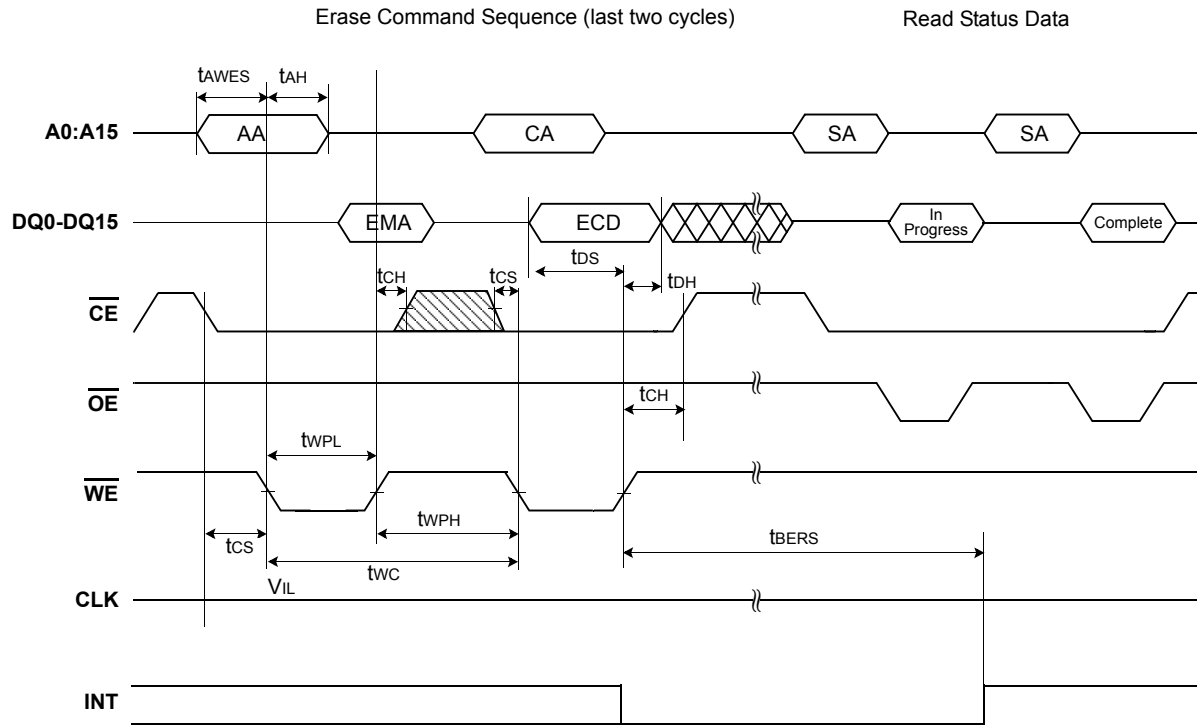 Erase Command Sequence (last two cycles)
Read Status Data
tAWES
tAH
A0:A15
AA
CA
SA
SA
DQ0-DQ15
EMA
ECD
In
Progress
Complete
tDS
tCH
tCS
tDH
CE
OE
tCH
tWPL
WE
tWPH
tBERS
tCS
tWC
VIL
CLK
INT